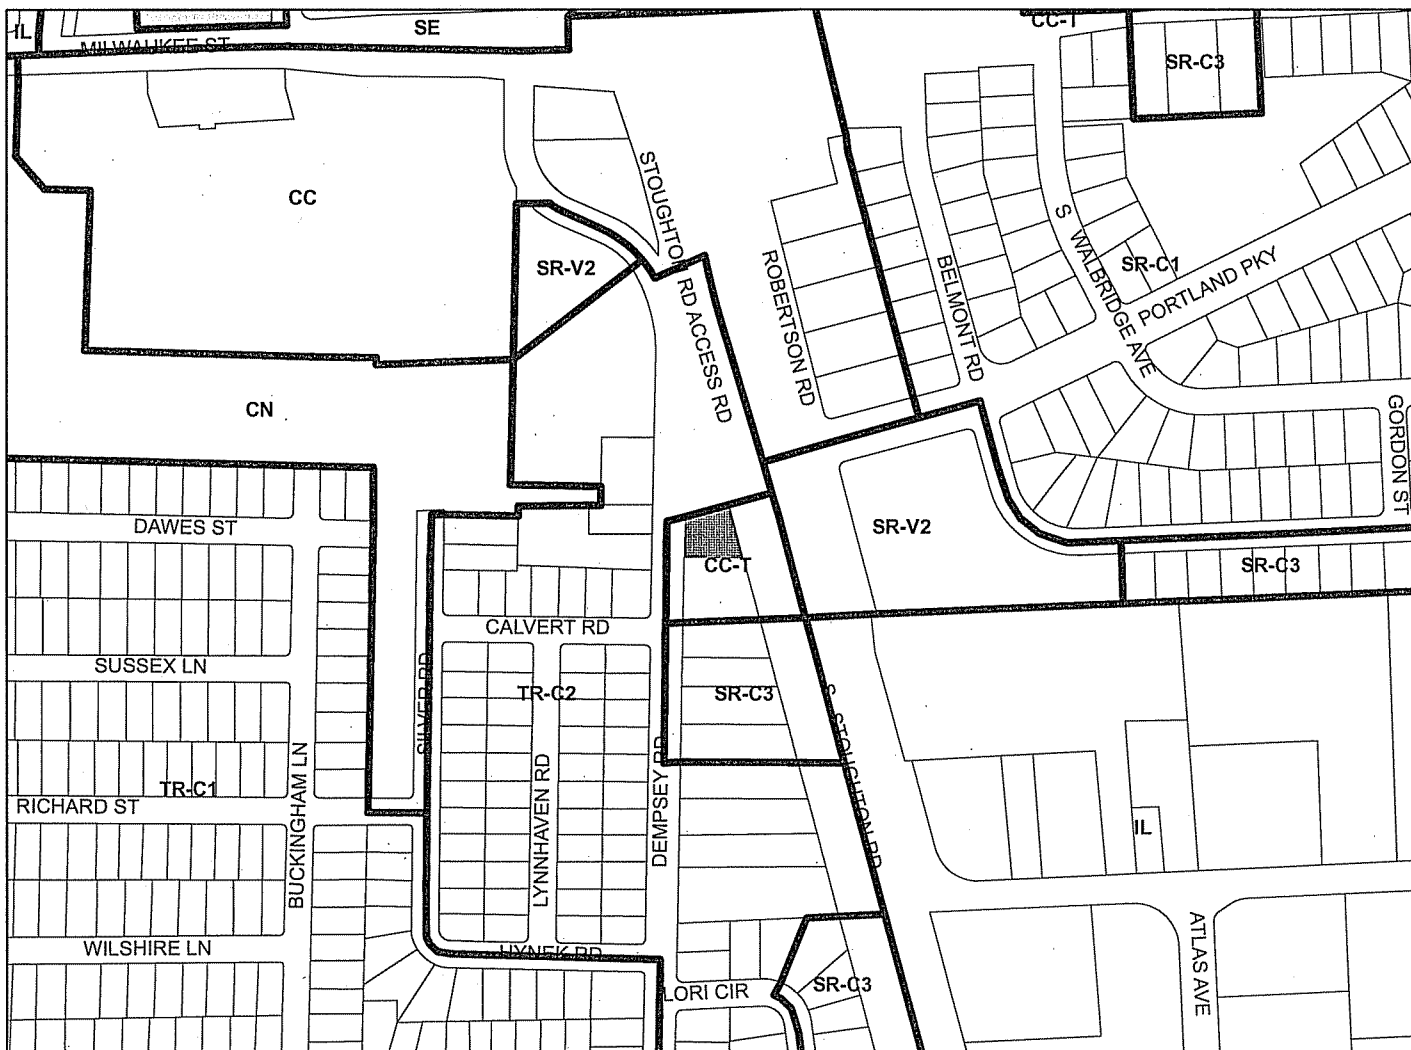 IL
SE
CC-T
MILWAUKEE ST
SR-C3
CC
STOUGHTON RD ACCESS RD
SR-V2
ROBERTSON RD
BELMONT RD
S WALBRIDGE AVE
SR-C1
PORTLAND PKY
CN
GORDON ST
DAWES ST
SR-V2
CC-T
SR-C3
CALVERT RD
SUSSEX LN
SILVER RD
TR-C2
SR-C3
S STOUGHTON RD
BUCKINGHAM LN
LYNNHAVEN RD
DEMPSEY RD
TR-C1
RICHARD ST
IL
WILSHIRE LN
HYNEK RD
ATLAS AVE
LORI CIR
SR-C3